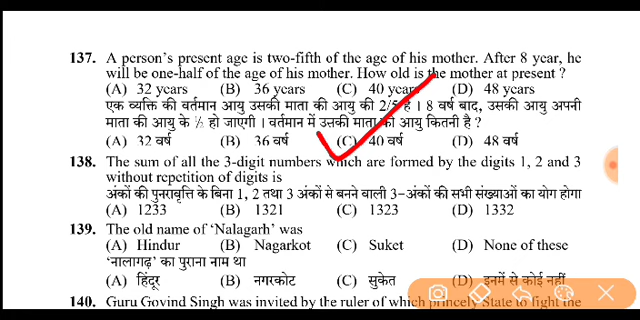 137. A person's present age is two-fifth of the age of his mother. After 8 year, he
will be one-half of the age of his mother. How old is the mother at present ?
(A) 32 years (B) 36 years (C) 40 years (D) 48 years
एक व्यक्ति की वर्तमान आयु उसकी माता की आयु की 2/5 है । 8 वर्ष बाद, उसकी आयु अपनी
माता की आयु के ½ हो जाएगी । वर्तमान में उसकी माता की आयु कितनी है ?
(A) 32 वर्ष (B) 36 वर्ष (C) 40 वर्ष (D) 48 वर्ष
138. The sum of all the 3-digit numbers which are formed by the digits 1, 2 and 3
without repetition of digits is
अंकों की पुनरावृत्ति के बिना 1, 2 तथा 3 अंकों से बनने वाली 3-अंकों की सभी संख्याओं का योग होगा
(A) 1233 (B) 1321 (C) 1323 (D) 1332
139. The old name of 'Nalagarh' was
(A) Hindur (B) Nagarkot (C) Suket (D) None of these
'नालागढ़' का पुराना नाम था
(A) हिंदूर (B) नगरकोट (C) सुकेत (D) इनमें से कोई नहीं
140. Guru Govind Singh was invited by the ruler of which princely State to fight the